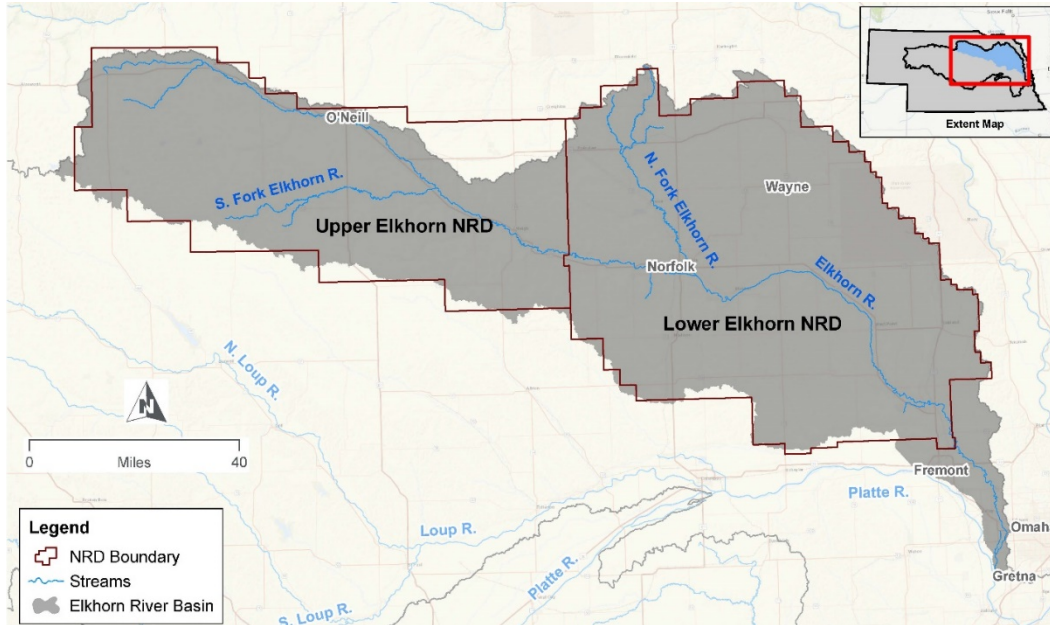 Extent Map
O'Neill
S. Fork Elkhorn R.
N. Fork Elkhorn R.
Wayne
Upper Elkhorn NRD
Norfolk
Elkhorn R.
Lower Elkhorn NRD
N. Loup R.
N
0 40
Miles
Fremont
Platte R.
Loup R.
Omah
Platte R.
Gretna
S. Loup R.
Legend
NRD Boundary
Streams
Elkhorn River Basin